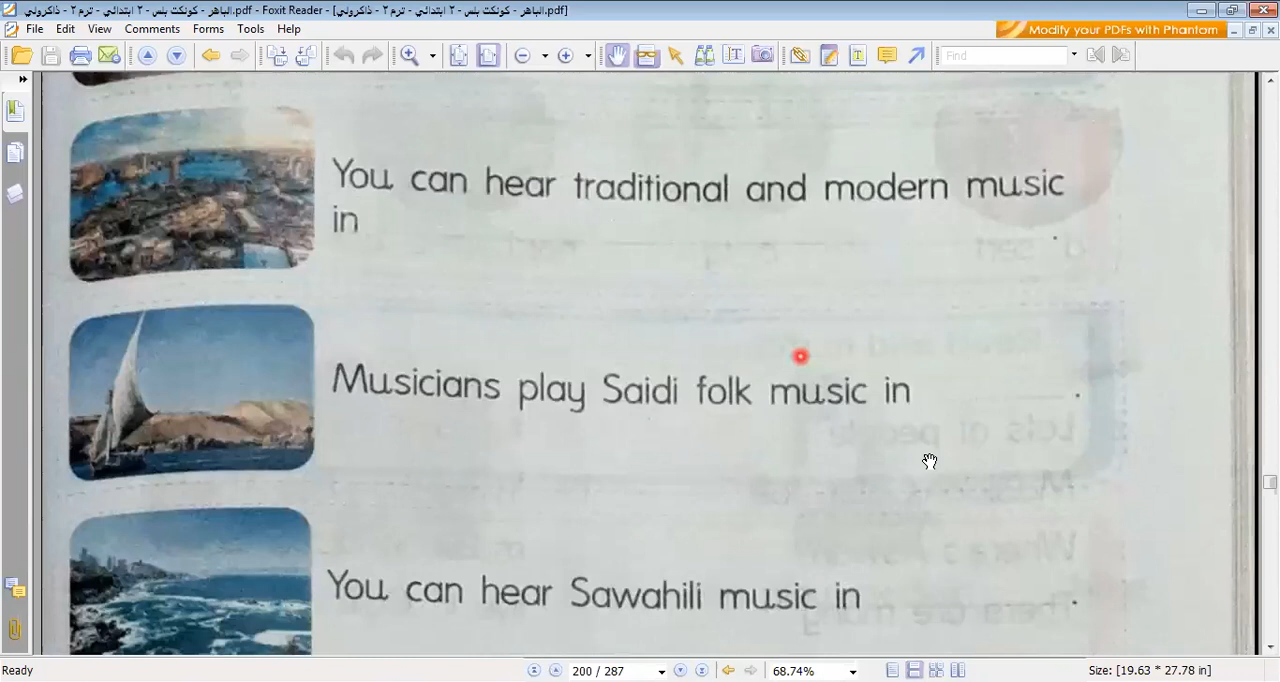 الباهر - كونكت بلس - ٢ ابتدائي - ترم ٢ - ذاكرولي.pdf - Foxit Reader - [الباهر - كونكت بلس - ٢ ابتدائي - ترم ٢ - ذاكرولي.pdf]
File Edit View Comments Forms Tools Help
Modify your PDFs with Phantom
Find
You can hear traditional and modern music
in .
Musicians play Saidi folk music in .
You can hear Sawahili music in .
Ready
200 / 287
68.74%
Size: [19.63 * 27.78 in]